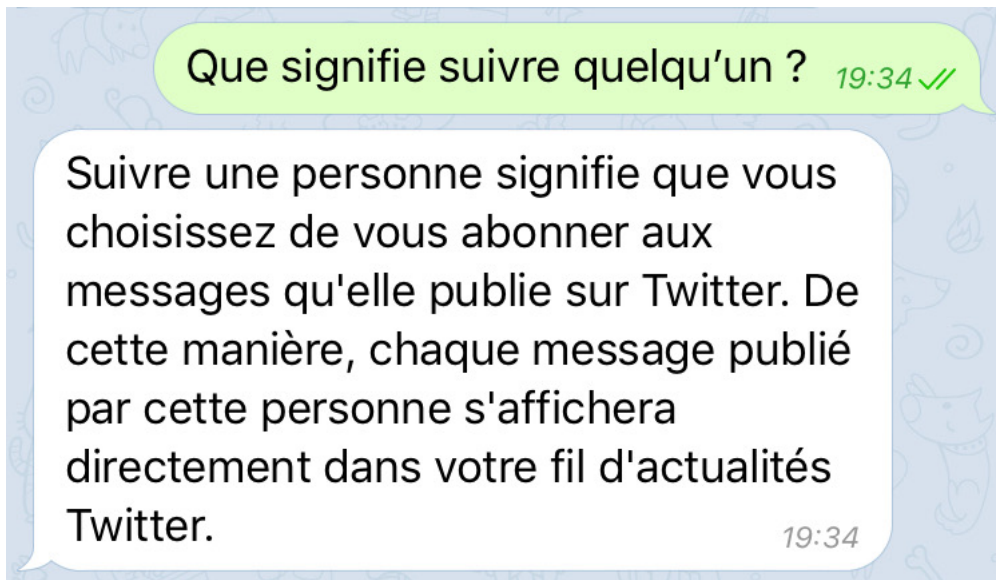 Que signifie suivre quelqu’un ? 19:34
Suivre une personne signifie que vous
choisissez de vous abonner aux
messages qu'elle publie sur Twitter. De
cette manière, chaque message publié
par cette personne s'affichera
directement dans votre fil d'actualités
Twitter. 19:34